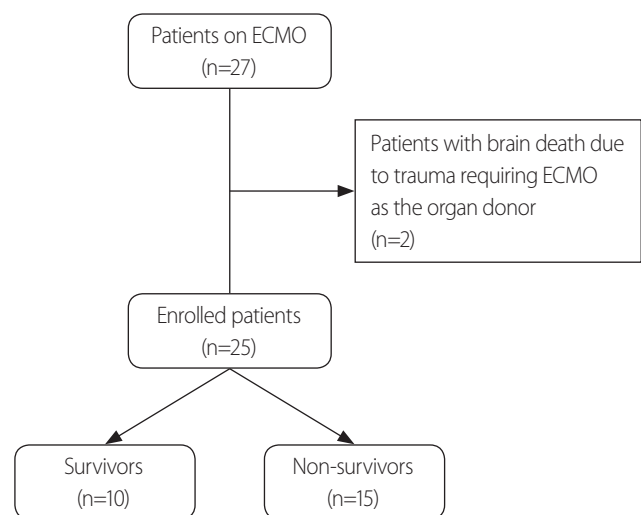 Patients on ECMO
(n=27)
Patients with brain death due
to trauma requiring ECMO
as the organ donor
(n=2)
Enrolled patients
(n=25)
Survivors
(n=10)
Non-survivors
(n=15)